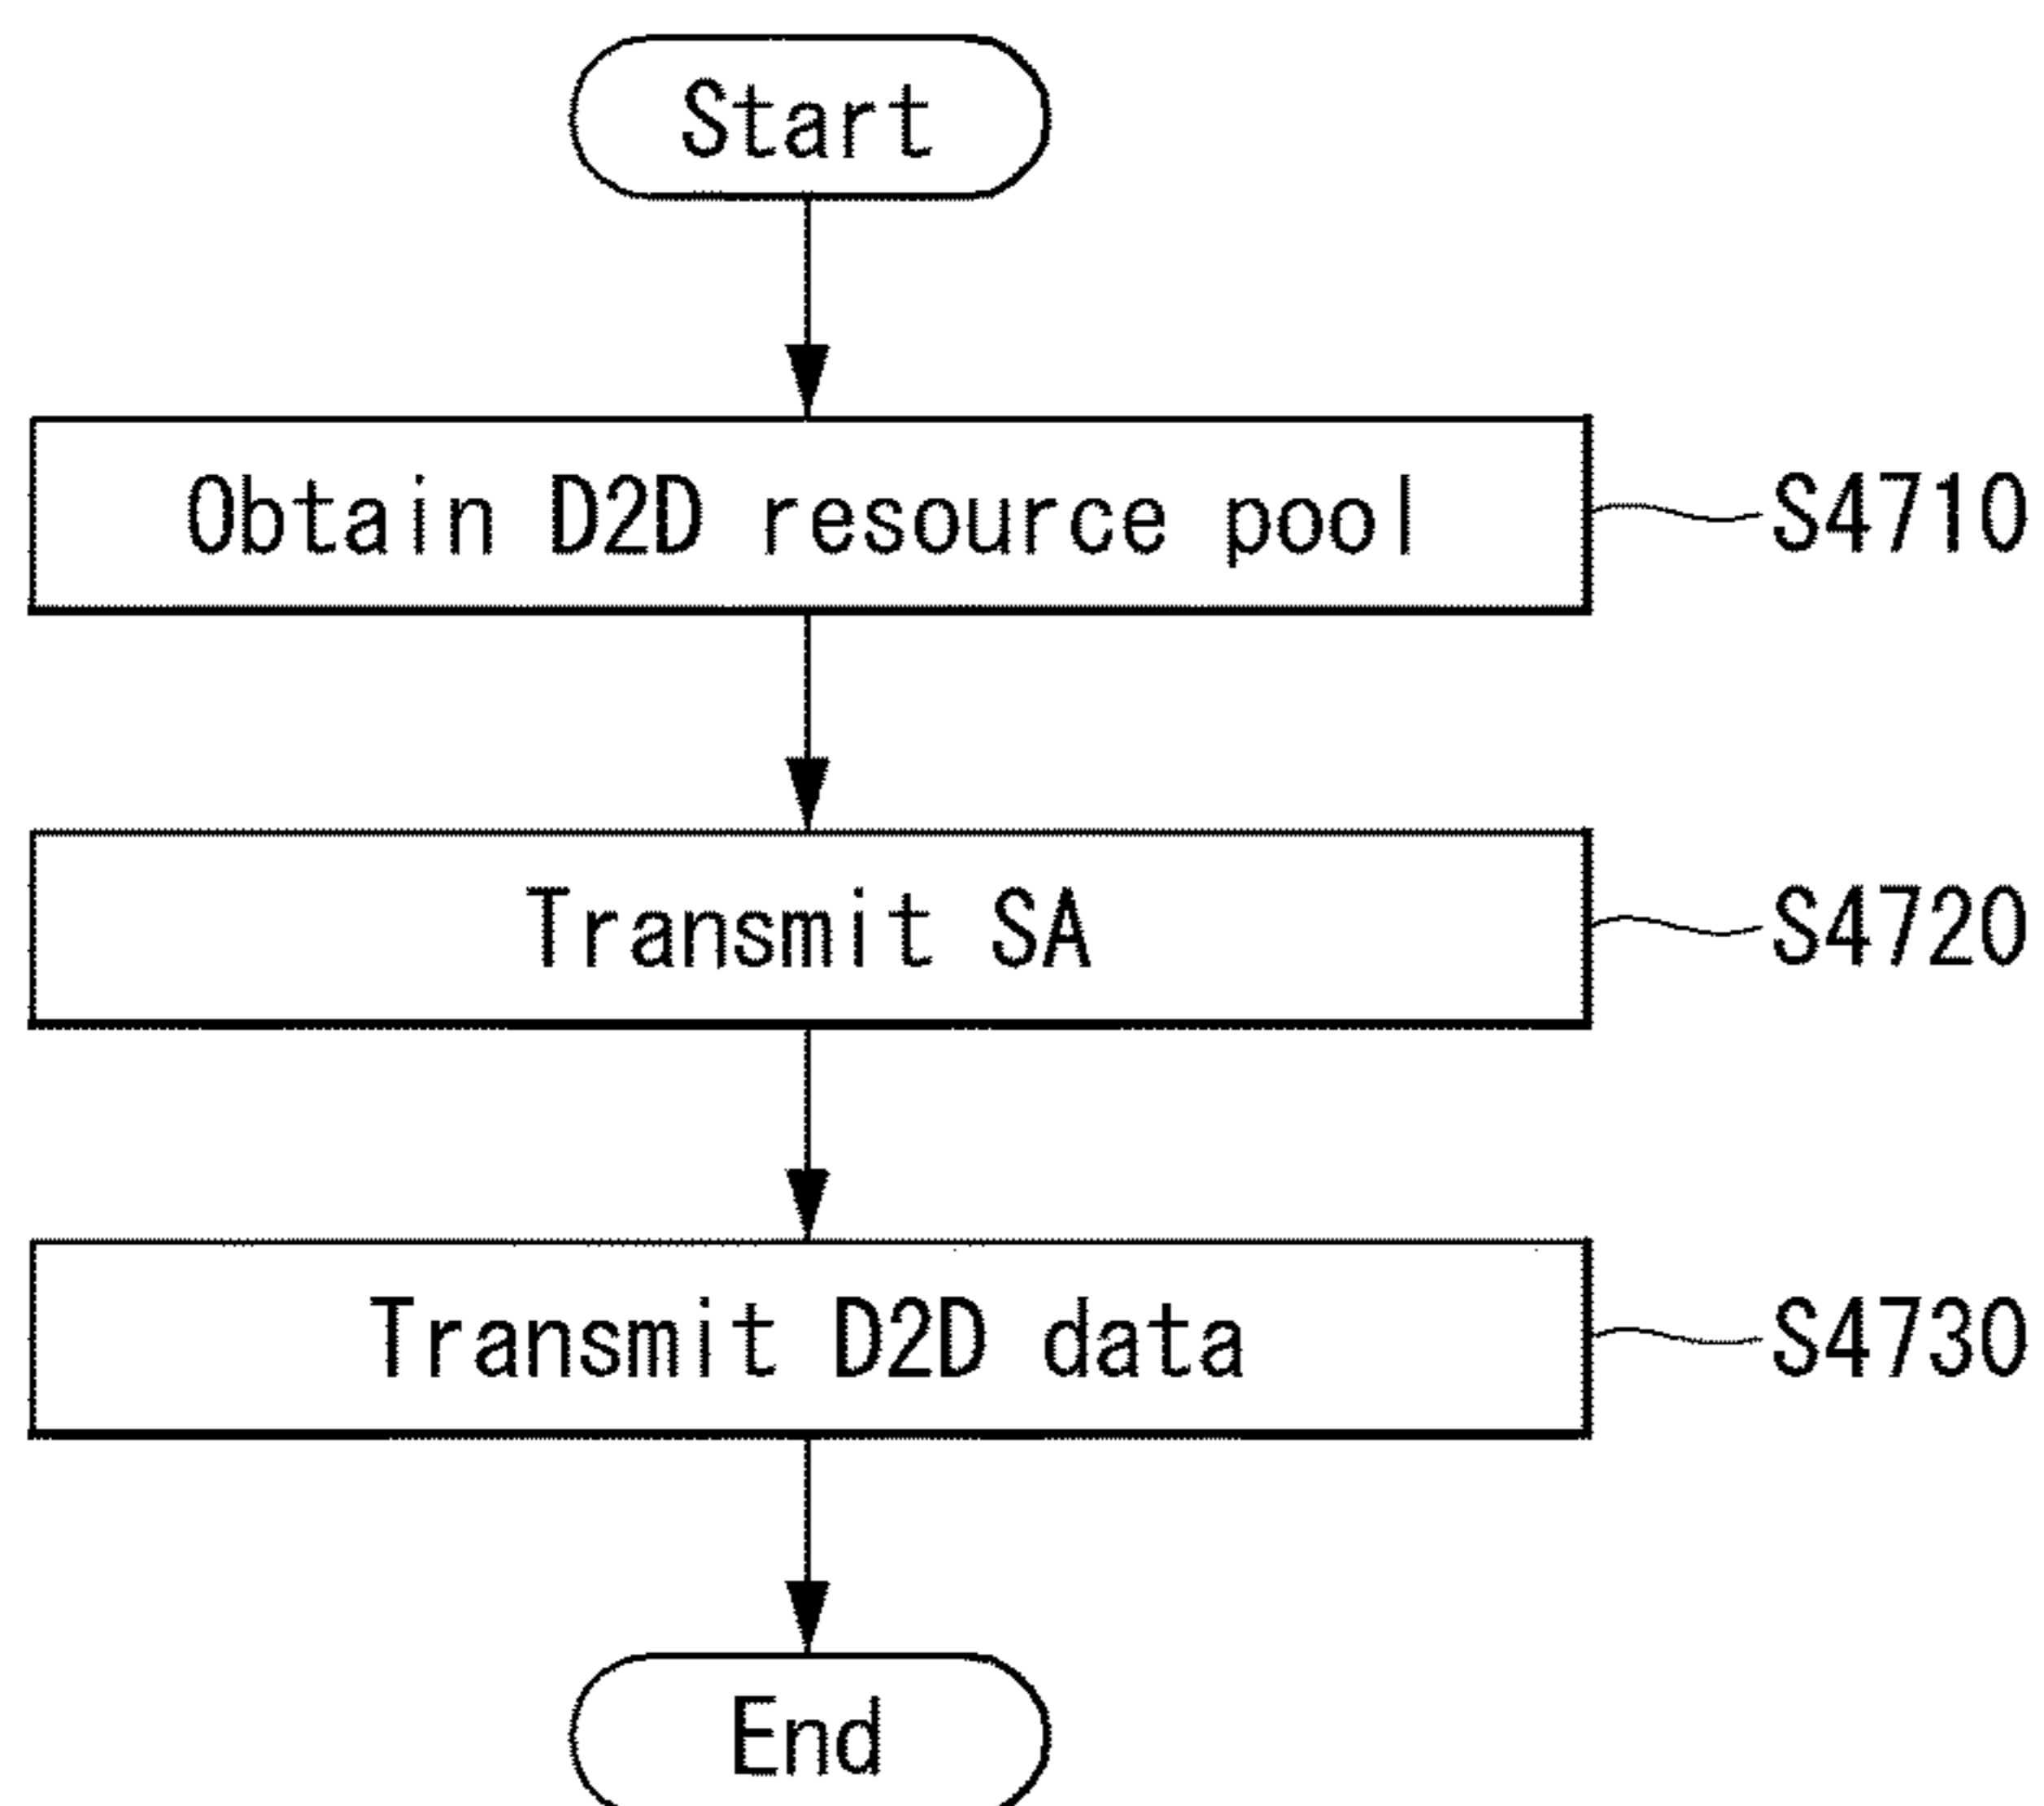 Start
Obtain D2D resource pool S4710
Transmit SA S4720
Transmit D2D data S4730
End